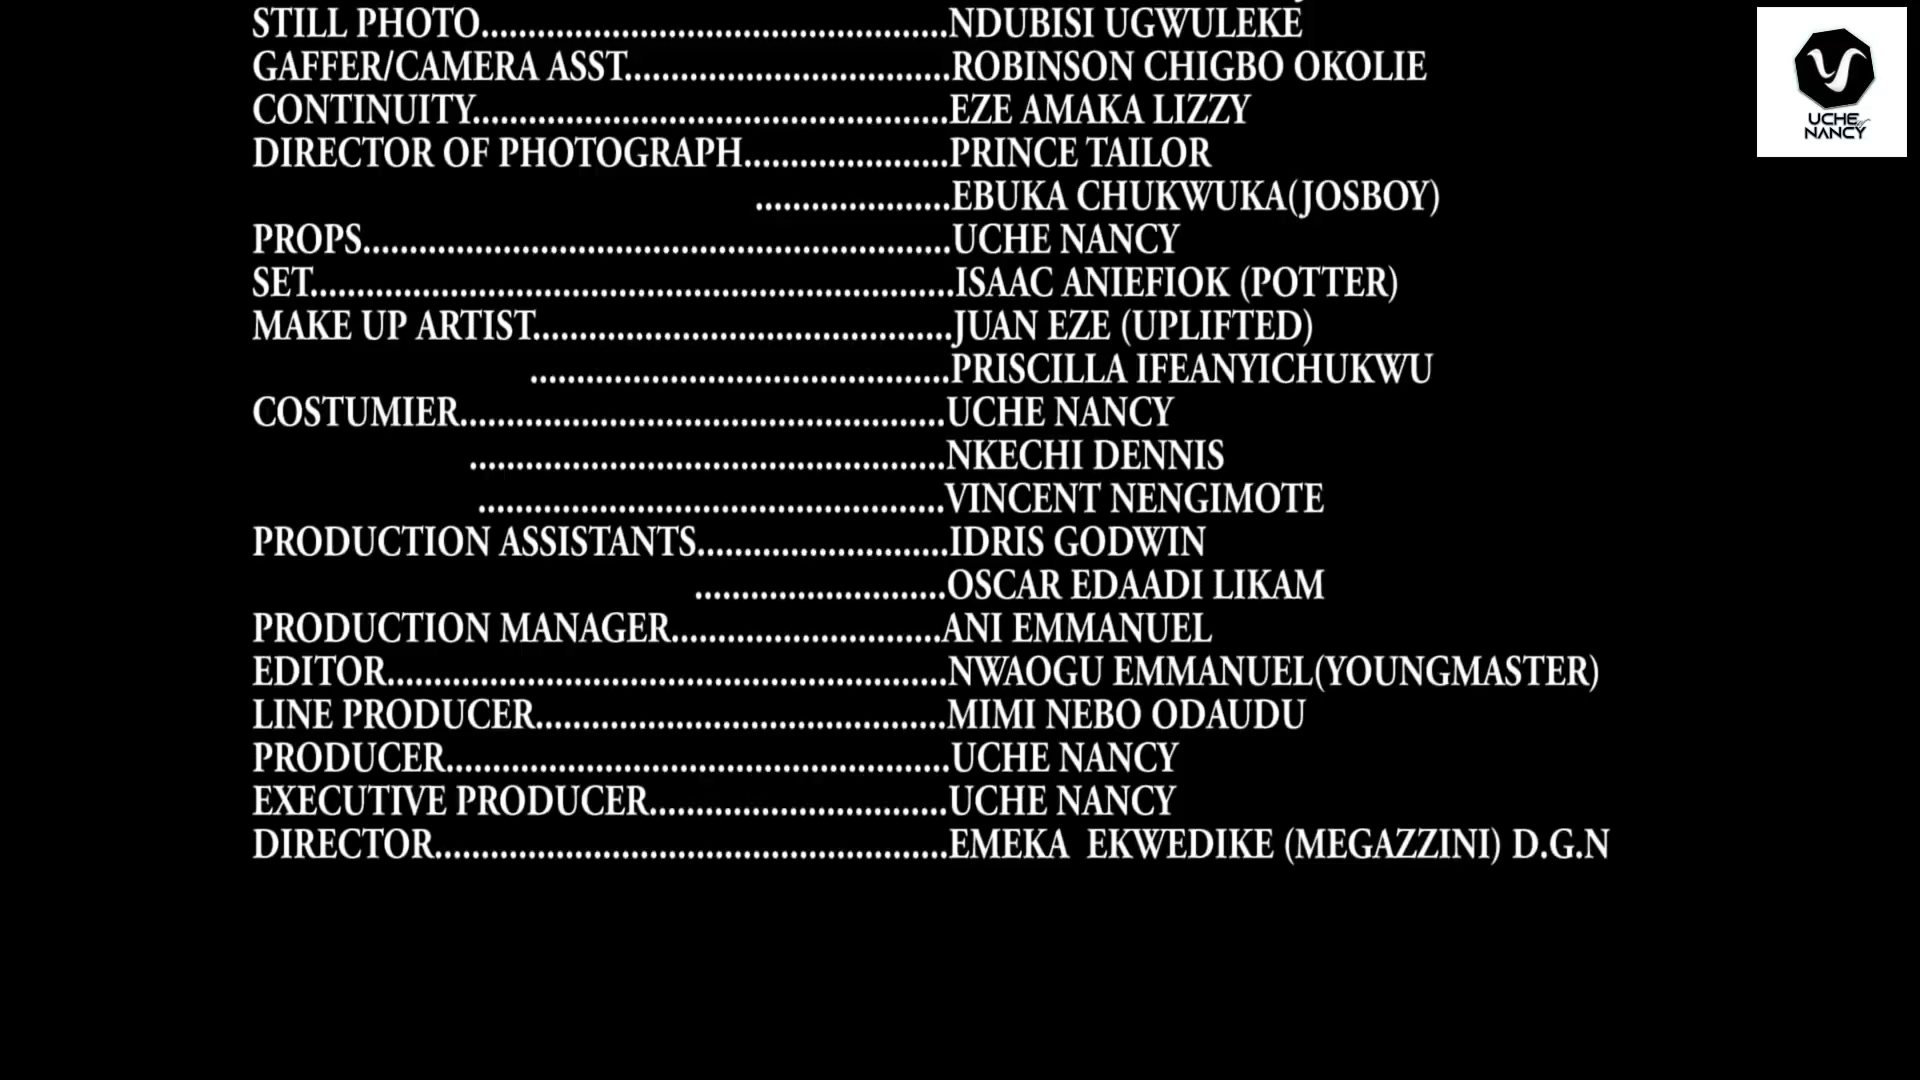 STILL PHOTO..................................................NDUBISI UGWULEKE
GAFFER/CAMERA ASST...................................ROBINSON CHIGBO OKOLIE
CONTINUITY...................................................EZE AMAKA LIZZY
DIRECTOR OF PHOTOGRAPH......................PRINCE TAILOR
.....................EBUKA CHUKWUKA(JOSBOY)
PROPS...............................................................UCHE NANCY
SET.....................................................................ISAAC ANIEFIOK (POTTER)
MAKE UP ARTIST.............................................JUAN EZE (UPLIFTED)
.............................................PRISCILLA IFEANYICHUKWU
COSTUMIER....................................................UCHE NANCY
...................................................NKECHI DENNIS
..................................................VINCENT NENGIMOTE
PRODUCTION ASSISTANTS...........................IDRIS GODWIN
...........................OSCAR EDAADI LIKAM
PRODUCTION MANAGER.............................ANI EMMANUEL
EDITOR............................................................NWAOGU EMMANUEL(YOUNGMASTER)
LINE PRODUCER............................................MIMI NEBO ODAUDU
PRODUCER......................................................UCHE NANCY
EXECUTIVE PRODUCER................................UCHE NANCY
DIRECTOR.......................................................EMEKA  EKWEDIKE (MEGAZZINI) D.G.N
UCHE
NANCY